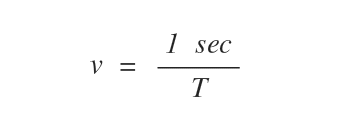 v = 1 sec / T